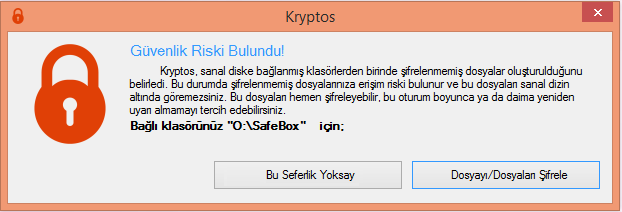 Kryptos
Güvenlik Riski Bulundu!
Kryptos, sanal diske bağlanmış klasörlerden birinde şifrelenmemiş dosyalar oluşturulduğunu
belirledi. Bu durumda şifrelenmemiş dosyalarınıza erişim riski bulunur ve bu dosyaları sanal dizin
altında göremezsiniz. Bu dosyaları hemen şifreleyebilir, bu oturum boyunca ya da daima yeniden
uyarı almamayı tercih edebilirsiniz.
Bağlı klasörünüz "O:\SafeBox" için;
Bu Seferlik Yoksay
Dosyayı/Dosyaları Şifrele